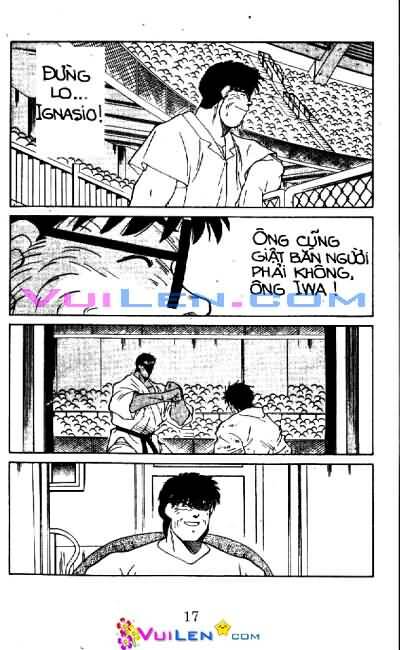 ĐỪNG
LO...
IGNASIO!
ÔNG CŨNG
GIẬT BẮN NGƯỜI
PHẢI KHÔNG,
ÔNG IWA!
VUILEN.COM
17
VUILEN.COM